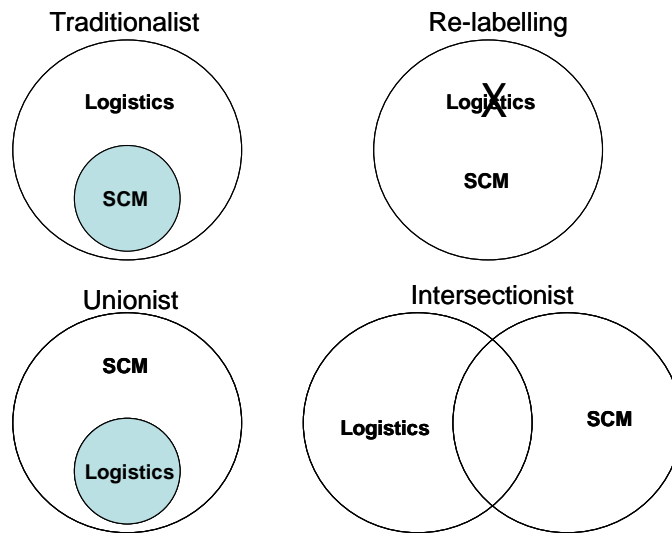 Traditionalist
Re-labelling
Logistics
SCM
Logistics
X
SCM
Unionist
Intersectionist
SCM
Logistics
Logistics
SCM